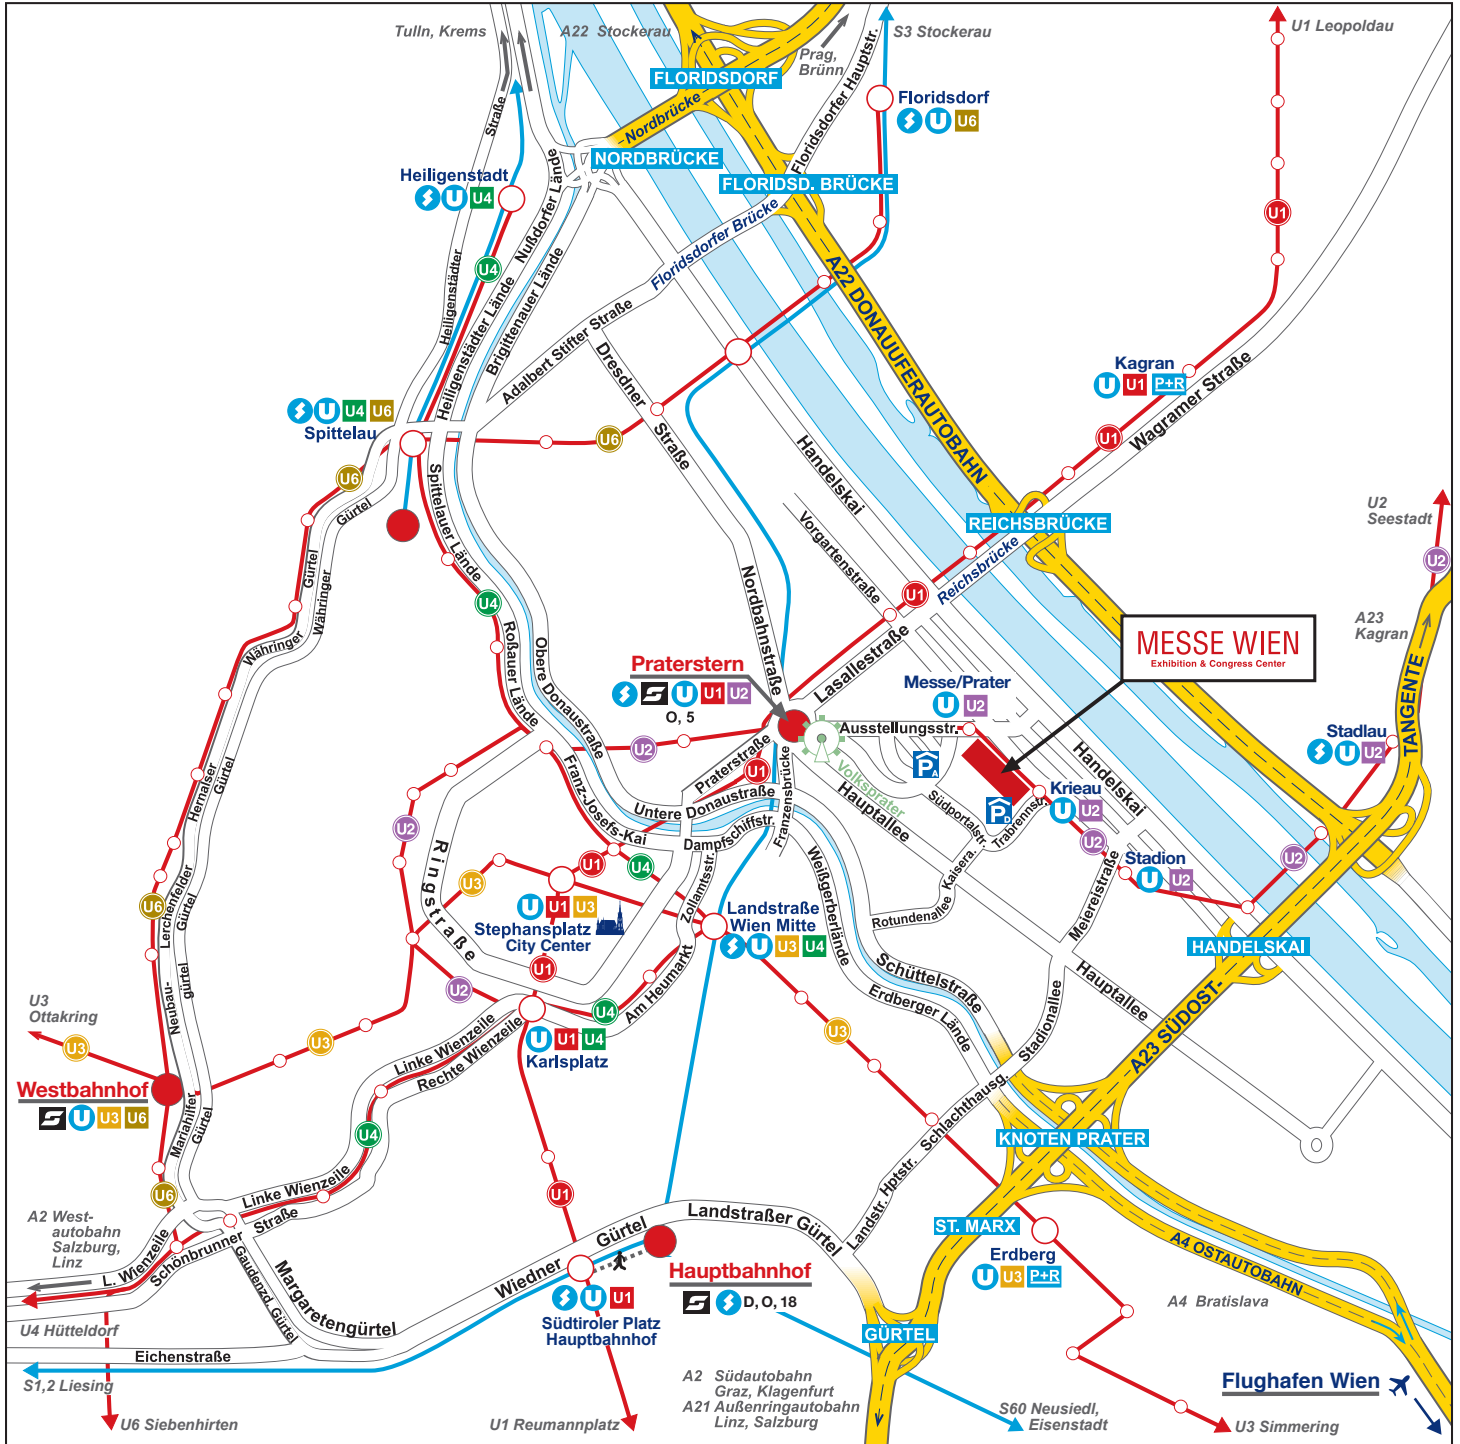 Tulln, Krems
A22 Stockerau
Prag,
Brünn
S3 Stockerau
U1 Leopoldau
FLORIDSDORF
Nordbrücke
NORDBRÜCKE
Floridsdorfer Hauptstr.
Floridsdorf
U U6
FLORIDSD. BRÜCKE
Floridsdorfer Brücke
Straße
Heiligenstädter
Heiligenstadt
U U4
U4
Nußdorfer Lände
Heiligenstädter Lände
Brigittenauer Lände
Adalbert Stifter Straße
Dresdner
Straße
A22 DONAUUFERAUTOBAHN
U1
Kagran
U U1 P+R
U1
Wagramer Straße
U U4 U6
Spittelau
U6
U6
Gürtel
Spittelauer Lände
U4
Handelskai
Vorgartenstraße
REICHSBRÜCKE
Reichsbrücke
U1
U2
Seestadt
U2
A23
Kagran
Gürtel
Währinger
Währinger
Währinger
Roßauer Lände
Obere Donaustraße
Nordbahnstraße
Lasallestraße
Praterstern
U U1 U2
O, 5
Messe/Prater
U U2
MESSE WIEN
Exhibition & Congress Center
Ausstellungsstr.
TANGENTE
Stadlau
U U2
Handelskai
U2
Praterstraße
U1
Franz-Josefs-Kai
Untere Donaustraße
Franzensbrücke
Dampfschiffstr.
Volksprater
Hauptallee
P A
P D
Südportalstr.
Trabrennstr.
Kaisera.
Krieau
U U2
U2
Stadion
U U2
U2
Hernalser
Gürtel
U2
Ringstraße
U3
U1
U4
U U1 U3
Stephansplatz
City Center
U1
Zollamtsstr.
Landstraße
Wien Mitte
U U3 U4
Weißgerberlände
Rotundenallee
Meiereistraße
HANDELSKAI
U6
Lerchenfelder
Gürtel
Neubau-
gürtel
U2
U4
Am Heumarkt
U U1 U4
Karlsplatz
Schüttelstraße
Erdberger Lände
Hauptallee
Stadionallee
A23 SÜDOST-
U3
Ottakring
U3
U3
Linke Wienzeile
Rechte Wienzeile
U3
Westbahnhof
U U3 U6
Mariahilfer
Gürtel
U4
U6
U1
Schlachthausg.
Landstr. Hptstr.
KNOTEN PRATER
Linke Wienzeile
A2 West-
autobahn
Salzburg,
Linz
L. Wienzeile
Schönbrunner Straße
Gaudenzd. Gürtel
Margaretengürtel
Wiedner Gürtel
Landstraßer Gürtel
ST. MARX
Erdberg
U U3 P+R
A4 OSTAUTOBAHN
A4 Bratislava
Hauptbahnhof
D, O, 18
U U1
Südtiroler Platz
Hauptbahnhof
GÜRTEL
U4 Hütteldorf
Eichenstraße
S1,2 Liesing
U6 Siebenhirten
U1 Reumannplatz
A2 Südautobahn
Graz, Klagenfurt
A21 Außenringautobahn
Linz, Salzburg
S60 Neusiedl,
Eisenstadt
Flughafen Wien
U3 Simmering